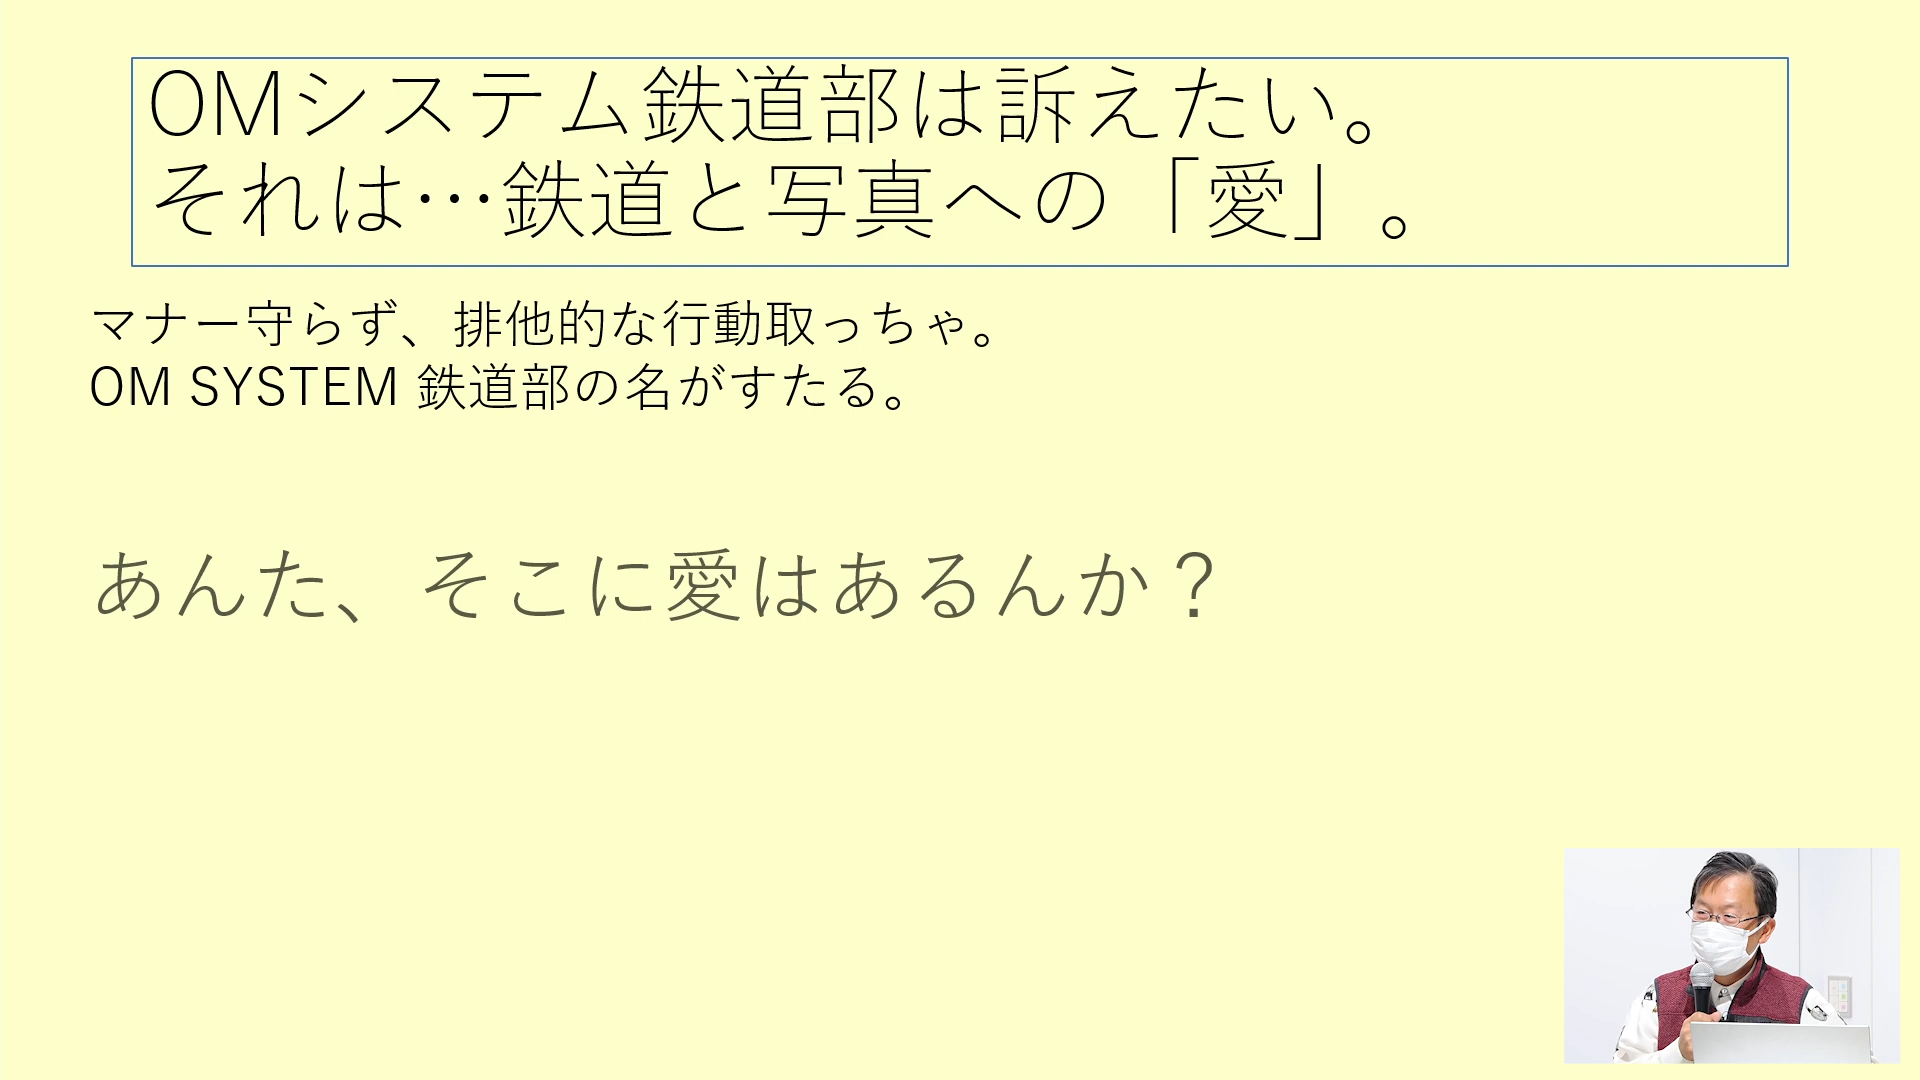 OMシステム鉄道部は訴えたい。
それは…鉄道と写真への「愛」。
マナー守らず、排他的な行動取っちゃ。
OM SYSTEM 鉄道部の名がすたる。
あんた、そこに愛はあるんか？